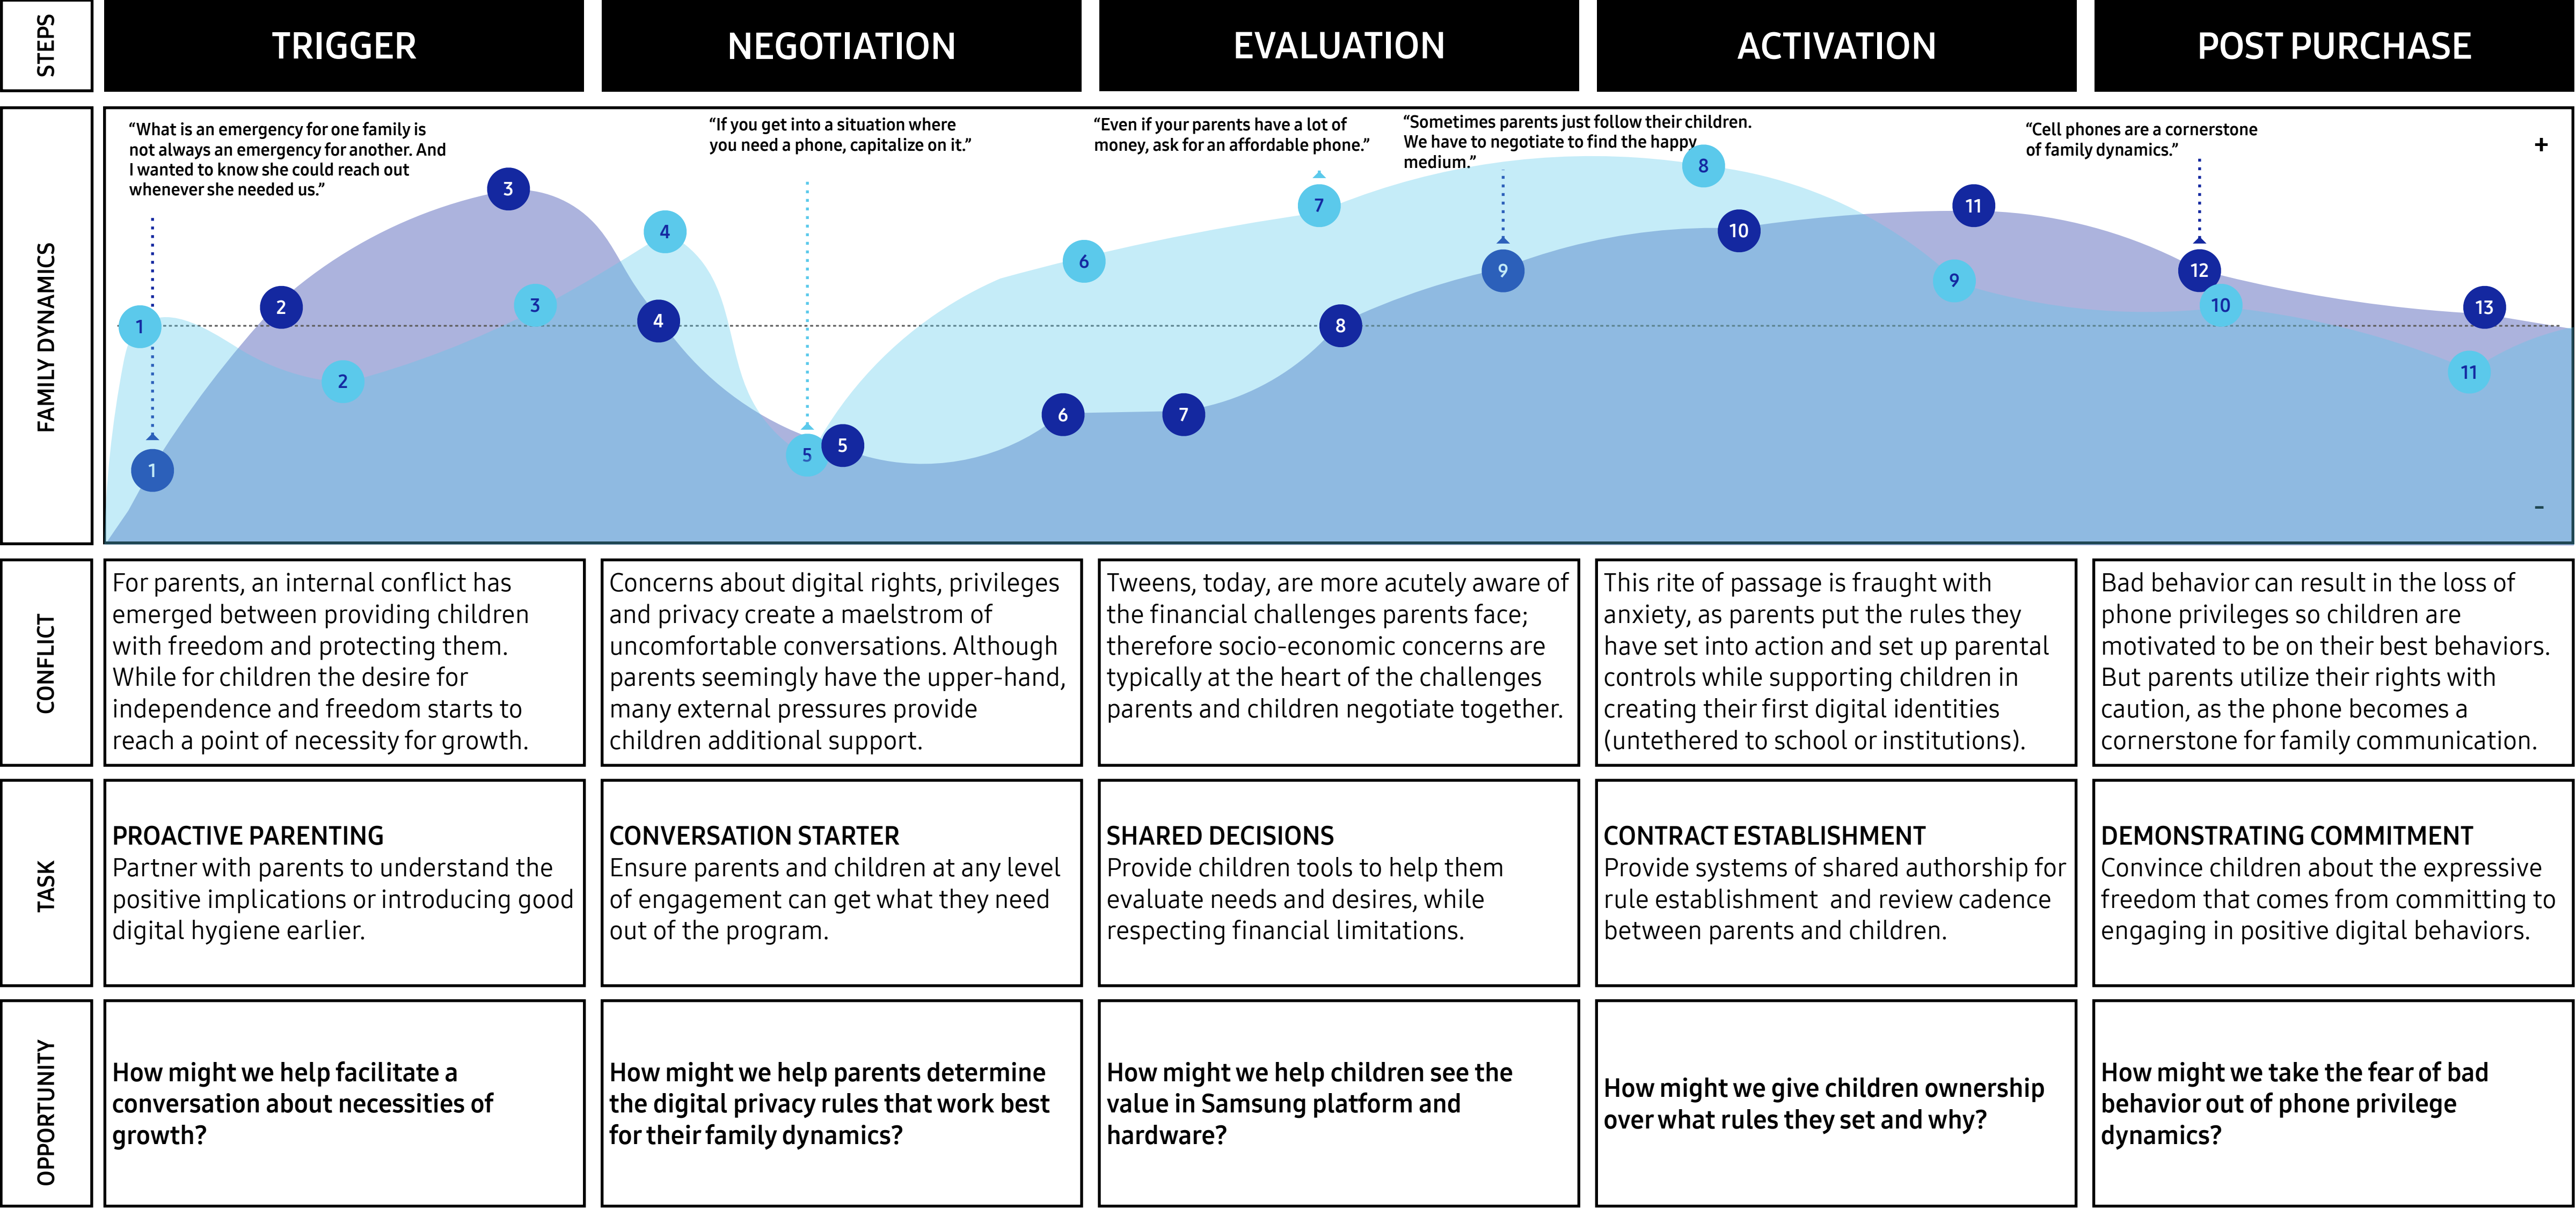 STEPS
TRIGGER
NEGOTIATION
EVALUATION
ACTIVATION
POST PURCHASE
FAMILY DYNAMICS
“What is an emergency for one family is
not always an emergency for another. And
I wanted to know she could reach out
whenever she needed us.”
“If you get into a situation where
you need a phone, capitalize on it.”
“Even if your parents have a lot of
money, ask for an affordable phone.”
“Sometimes parents just follow their children.
We have to negotiate to find the happy
medium.”
“Cell phones are a cornerstone
of family dynamics.”
+
-
1
1
2
2
3
3
4
4
5
5
6
6
7
7
8
9
8
10
9
11
12
10
11
13
CONFLICT
For parents, an internal conflict has
emerged between providing children
with freedom and protecting them.
While for children the desire for
independence and freedom starts to
reach a point of necessity for growth.
Concerns about digital rights, privileges
and privacy create a maelstrom of
uncomfortable conversations. Although
parents seemingly have the upper-hand,
many external pressures provide
children additional support.
Tweens, today, are more acutely aware of
the financial challenges parents face;
therefore socio-economic concerns are
typically at the heart of the challenges
parents and children negotiate together.
This rite of passage is fraught with
anxiety, as parents put the rules they
have set into action and set up parental
controls while supporting children in
creating their first digital identities
(untethered to school or institutions).
Bad behavior can result in the loss of
phone privileges so children are
motivated to be on their best behaviors.
But parents utilize their rights with
caution, as the phone becomes a
cornerstone for family communication.
TASK
PROACTIVE PARENTING
Partner with parents to understand the
positive implications or introducing good
digital hygiene earlier.
CONVERSATION STARTER
Ensure parents and children at any level
of engagement can get what they need
out of the program.
SHARED DECISIONS
Provide children tools to help them
evaluate needs and desires, while
respecting financial limitations.
CONTRACT ESTABLISHMENT
Provide systems of shared authorship for
rule establishment  and review cadence
between parents and children.
DEMONSTRATING COMMITMENT
Convince children about the expressive
freedom that comes from committing to
engaging in positive digital behaviors.
OPPORTUNITY
How might we help facilitate a
conversation about necessities of
growth?
How might we help parents determine
the digital privacy rules that work best
for their family dynamics?
How might we help children see the
value in Samsung platform and
hardware?
How might we give children ownership
over what rules they set and why?
How might we take the fear of bad
behavior out of phone privilege
dynamics?